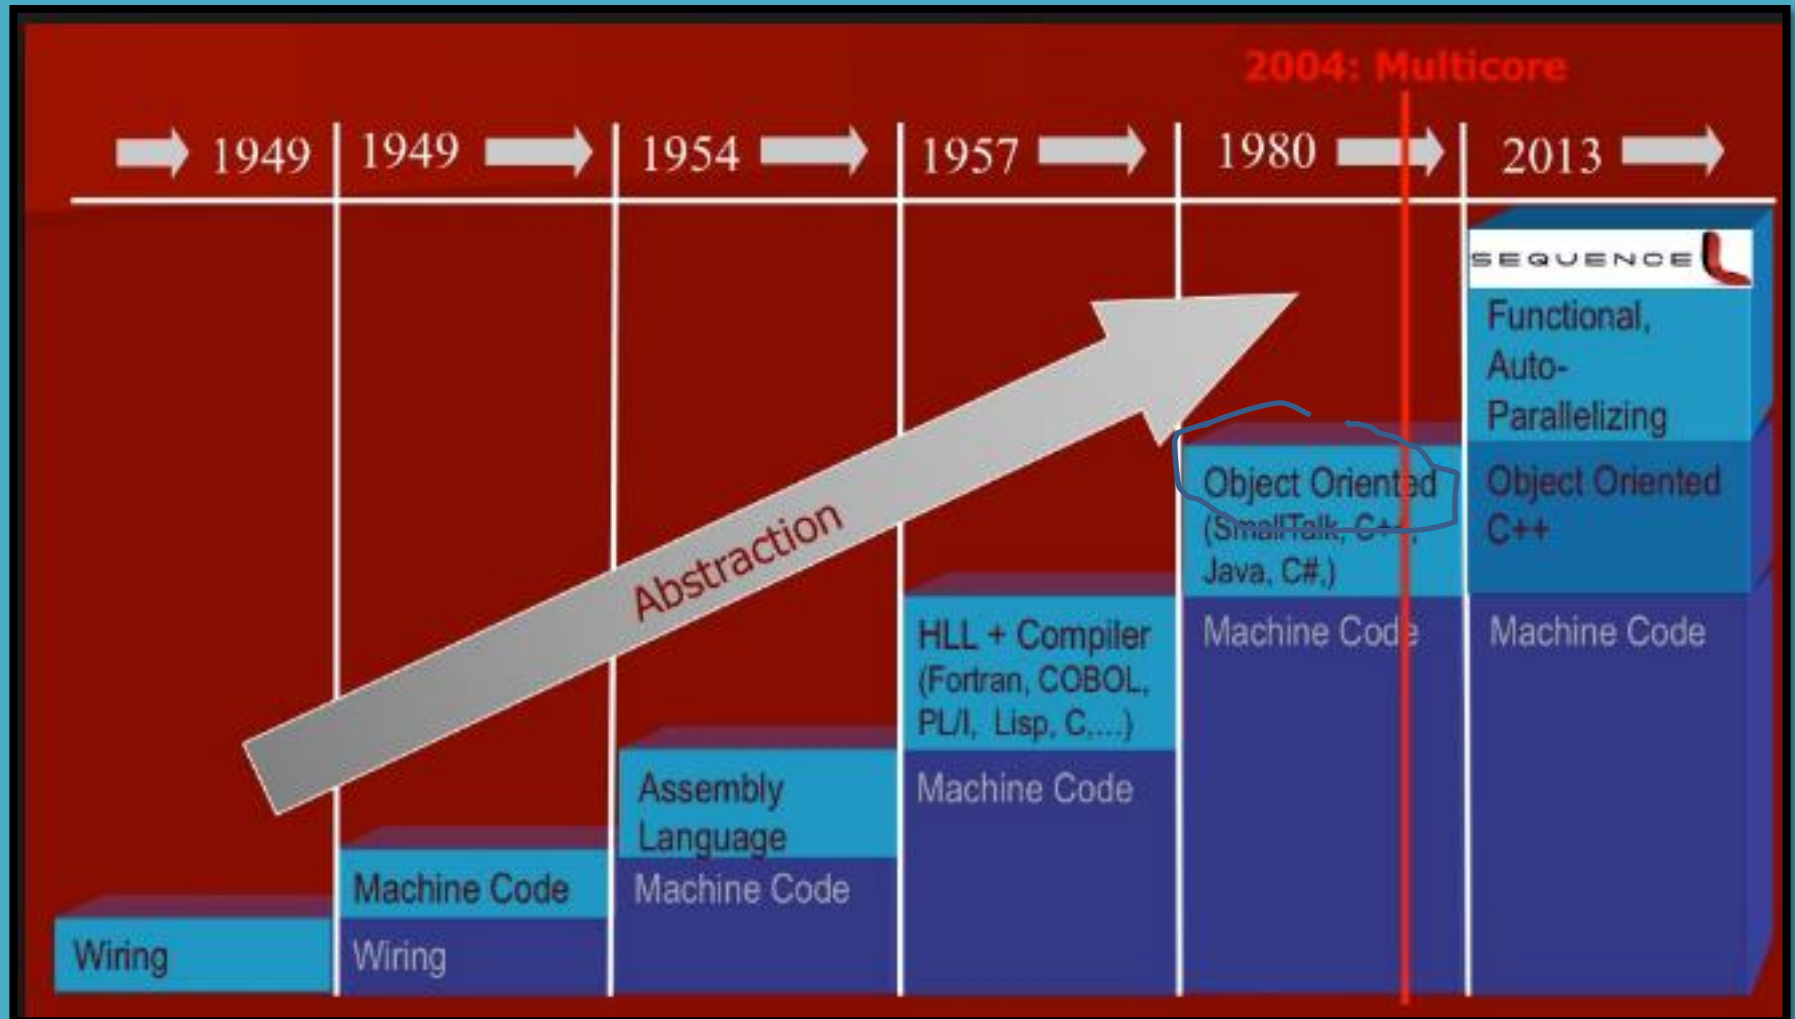 2004: Multicore
1949
1949
1954
1957
1980
2013
Abstraction
Wiring
Machine Code
Wiring
Assembly
Language
Machine Code
HLL + Compiler
(Fortran, COBOL,
PL/I, Lisp, C,...)
Machine Code
Object Oriented
(SmallTalk, C++,
Java, C#,)
Machine Code
SEQUENCE L
Functional,
Auto-
Parallelizing
Object Oriented
C++
Machine Code